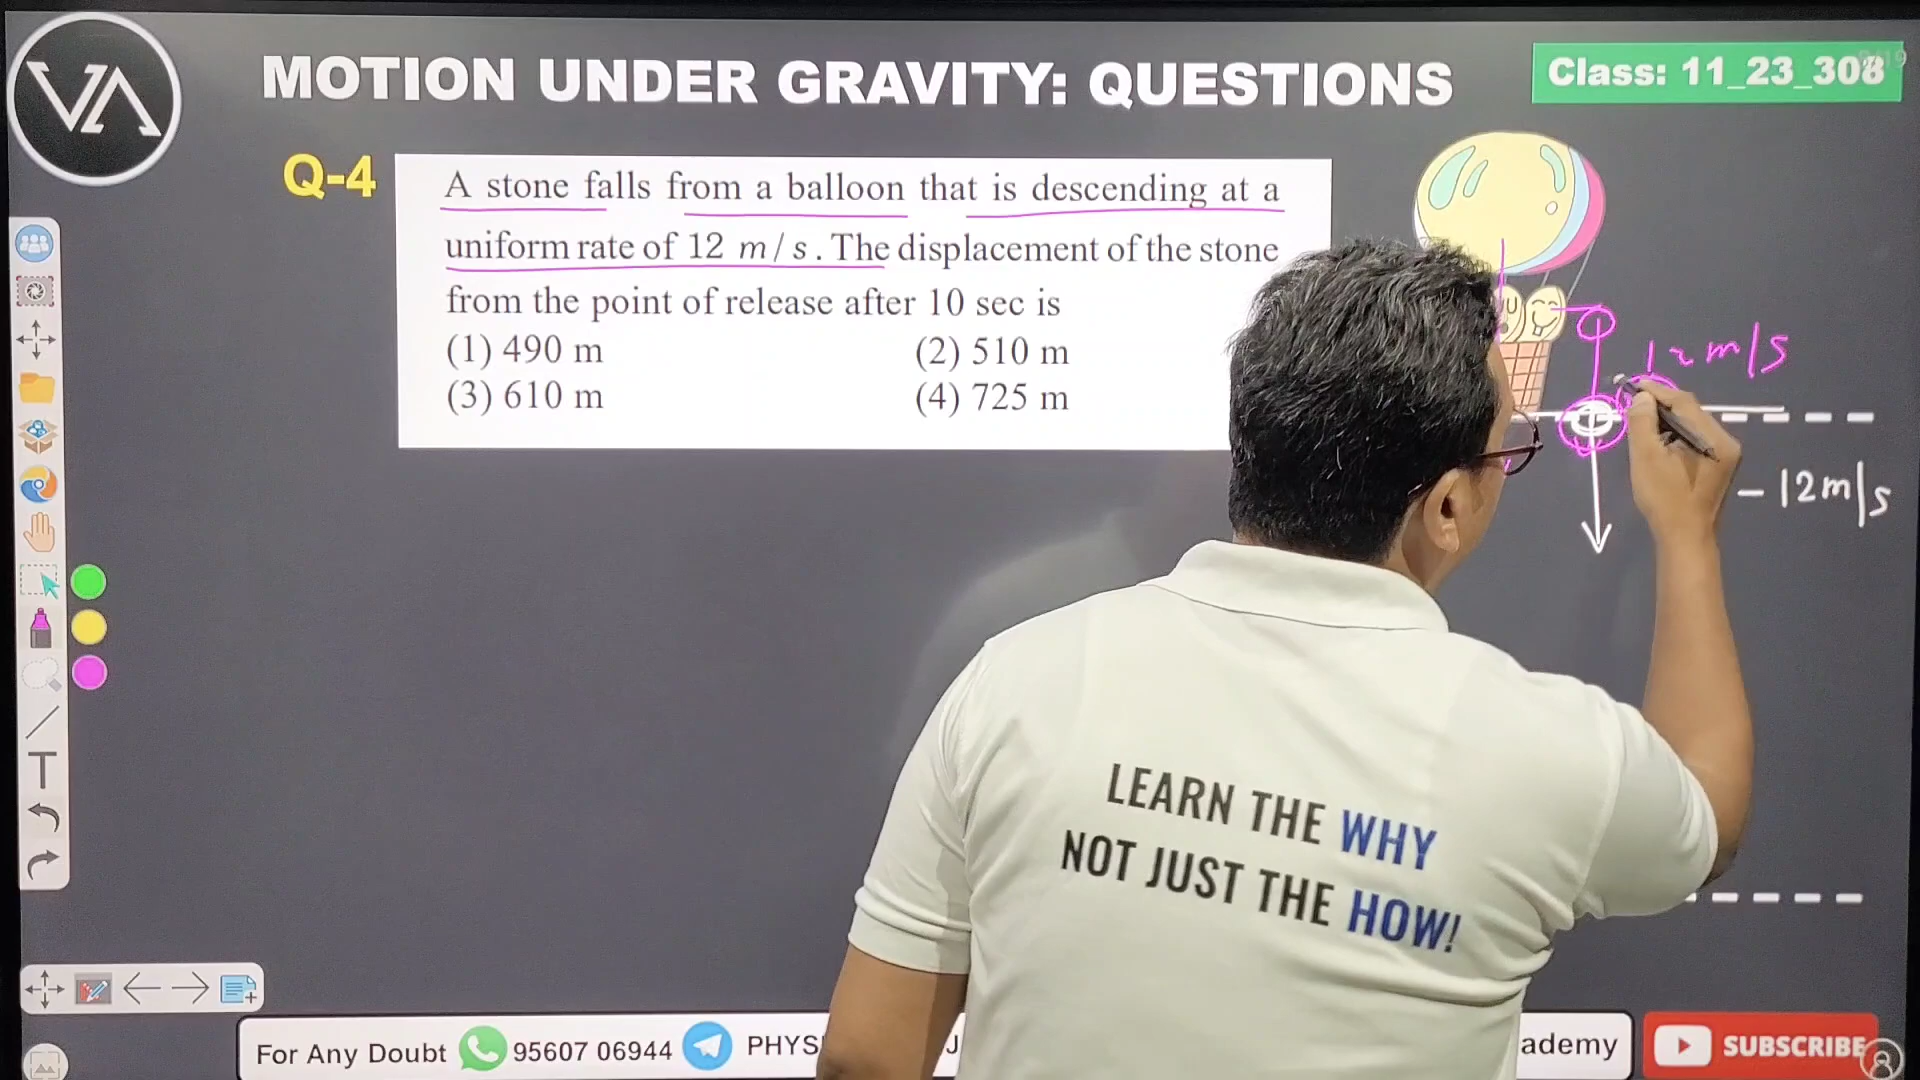 VA
MOTION UNDER GRAVITY: QUESTIONS
Class: 11_23_308
Q-4
A stone falls from a balloon that is descending at a
uniform rate of 12 m/s. The displacement of the stone
from the point of release after 10 sec is
(1) 490 m
(2) 510 m
(3) 610 m
(4) 725 m
12 m/s
-12m/s
LEARN THE WHY
NOT JUST THE HOW!
T
For Any Doubt
95607 06944
PHYS
ademy
SUBSCRIBE